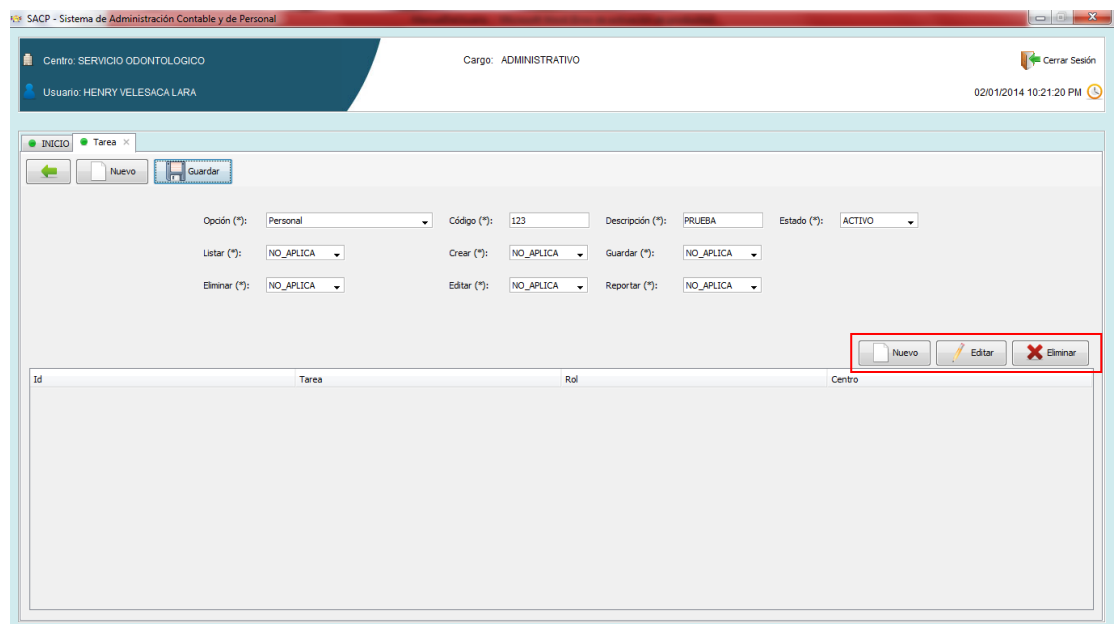 SACP - Sistema de Administración Contable y de Personal
Centro: SERVICIO ODONTOLOGICO
Cargo: ADMINISTRATIVO
Cerrar Sesión
Usuario: HENRY VELESACA LARA
02/01/2014 10:21:20 PM
INICIO Tarea
Nuevo Guardar
Opción (*): Personal Código (*): 123 Descripción (*): PRUEBA Estado (*): ACTIVO
Listar (*): NO_APLICA Crear (*): NO_APLICA Guardar (*): NO_APLICA
Eliminar (*): NO_APLICA Editar (*): NO_APLICA Reportar (*): NO_APLICA
Nuevo Editar Eliminar
Id Tarea Rol Centro